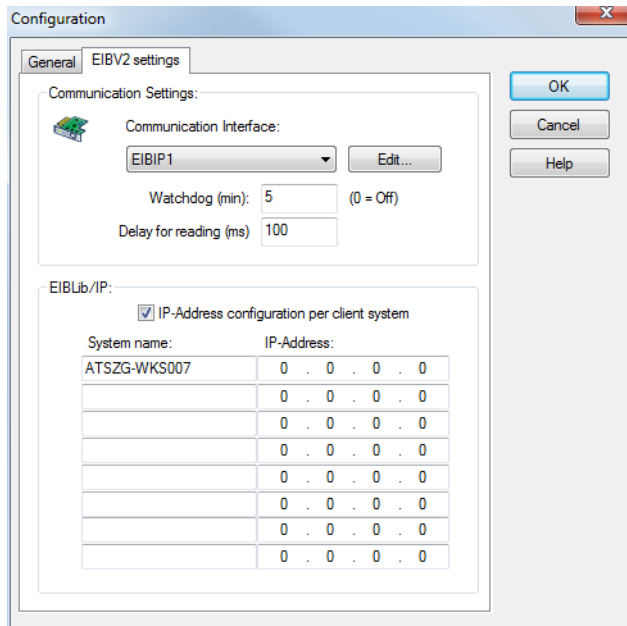 Configuration
General
EIBV2 settings
OK
Cancel
Help
Communication Settings:
Communication Interface:
EIBIP1
Edit...
Watchdog (min): 5 (0 = Off)
Delay for reading (ms) 100
EIBLib/IP:
IP-Address configuration per client system
System name: IP-Address:
ATSZG-WKS007 0 . 0 . 0 . 0
0 . 0 . 0 . 0
0 . 0 . 0 . 0
0 . 0 . 0 . 0
0 . 0 . 0 . 0
0 . 0 . 0 . 0
0 . 0 . 0 . 0
0 . 0 . 0 . 0